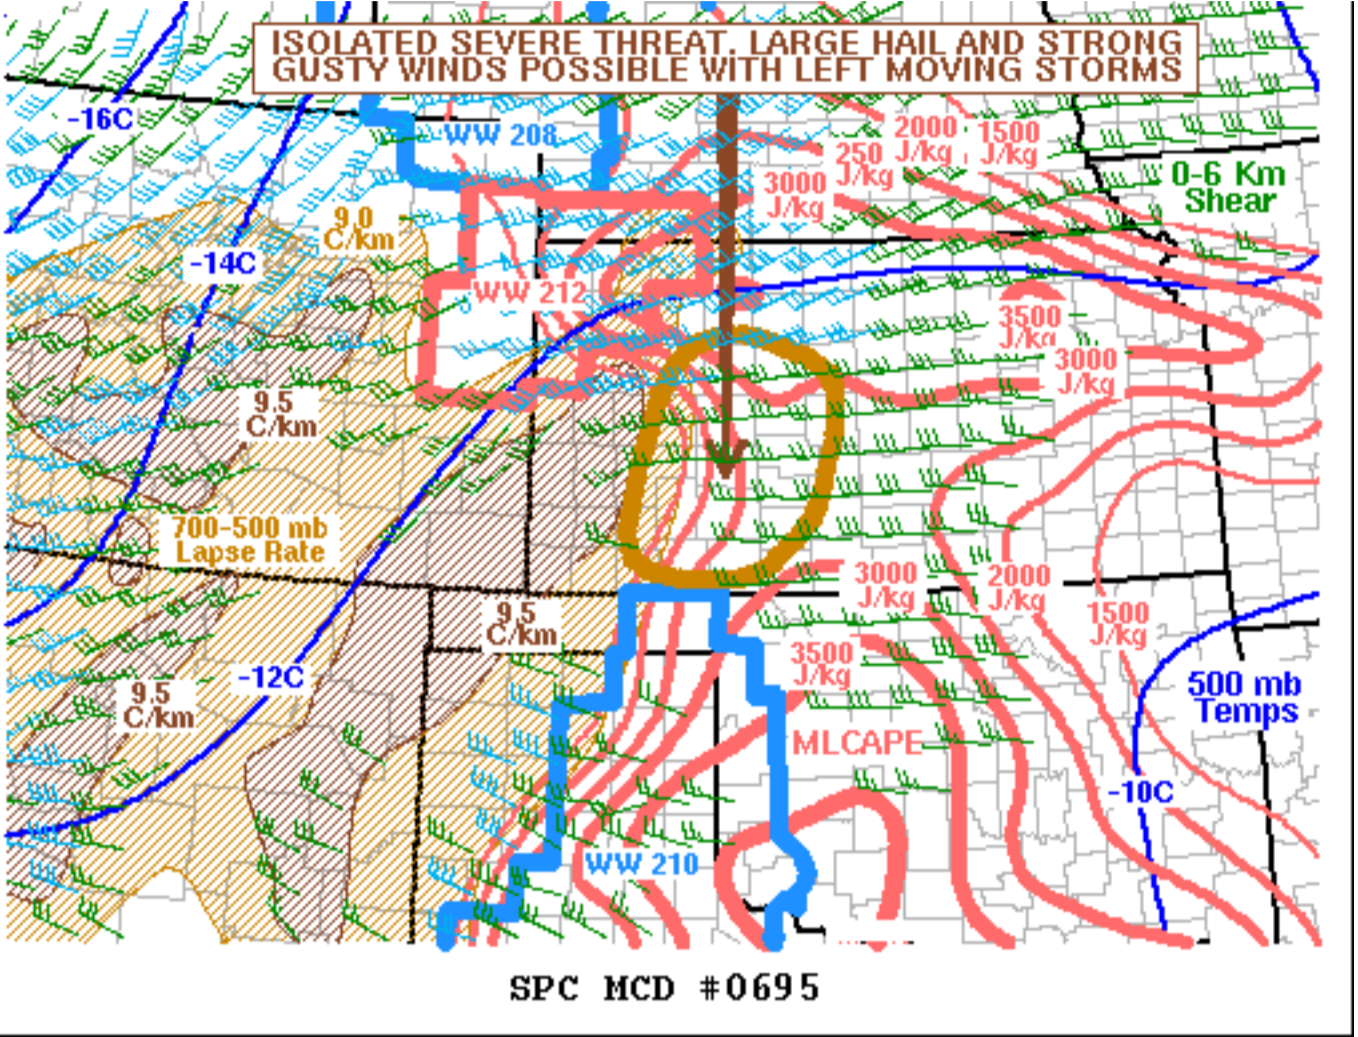 ISOLATED SEVERE THREAT. LARGE HAIL AND STRONG
GUSTY WINDS POSSIBLE WITH LEFT MOVING STORMS
-16C
WW 208
2000
J/kg
1500
J/kg
250
J/kg
3000
J/kg
0-6 Km
Shear
9.0
C/km
-14C
WW 212
3500
J/kg
3000
J/kg
9.5
C/km
700-500 mb
Lapse Rate
3000
J/kg
2000
J/kg
1500
J/kg
9.5
C/km
3500
J/kg
-12C
9.5
C/km
500 mb
Temps
MLCAPE
-10C
WW 210
SPC MCD #0695